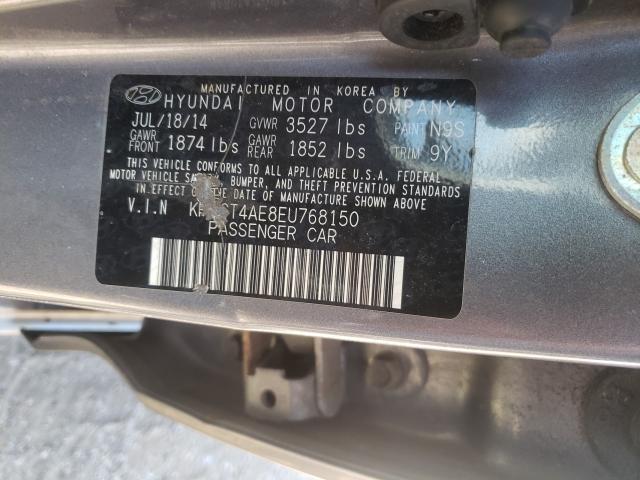 MANUFACTURED IN KOREA BY
HYUNDAI MOTOR COMPANY
JUL/18/14 GVWR 3527 lbs PAINT N9S
GAWR FRONT 1874 lbs GAWR REAR 1852 lbs TRIM 9Y
THIS VEHICLE CONFORMS TO ALL APPLICABLE U.S.A. FEDERAL
MOTOR VEHICLE SAFETY, BUMPER, AND THEFT PREVENTION STANDARDS
IN EFFECT ON THE DATE OF MANUFACTURE SHOWN ABOVE
V.I.N T4AE8EU768150
PASSENGER CAR